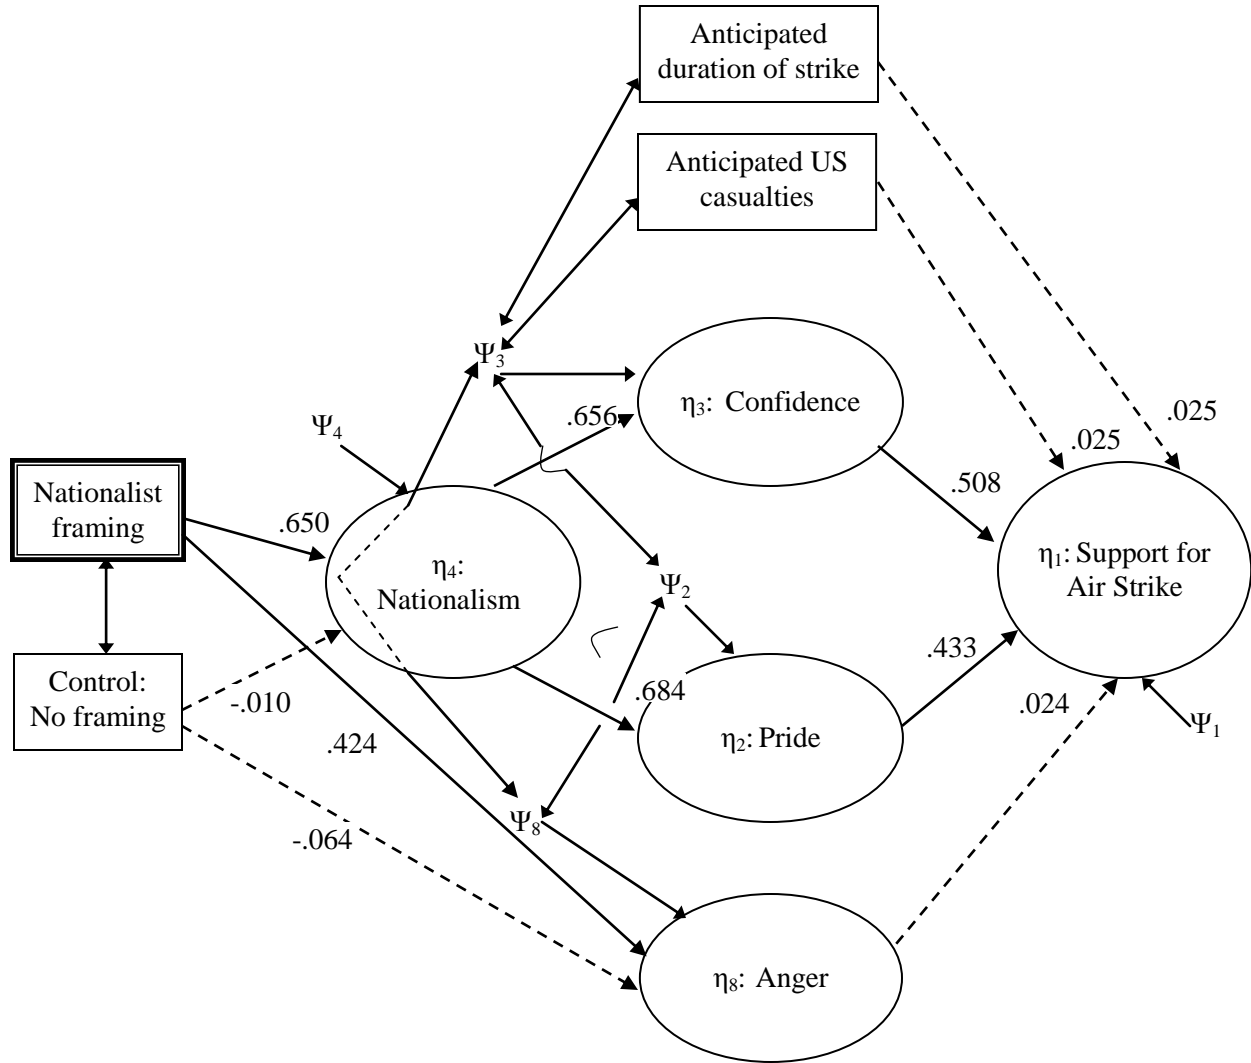 Anticipated
duration of strike
Anticipated US
casualties
Ψ3
η3: Confidence
.656
.025
.025
Ψ4
Nationalist
framing
.650
.508
η4:
Nationalism
η1: Support for
Air Strike
Ψ2
Control:
No framing
-.010
.684
.433
.024
.424
η2: Pride
Ψ1
Ψ8
-.064
η8: Anger